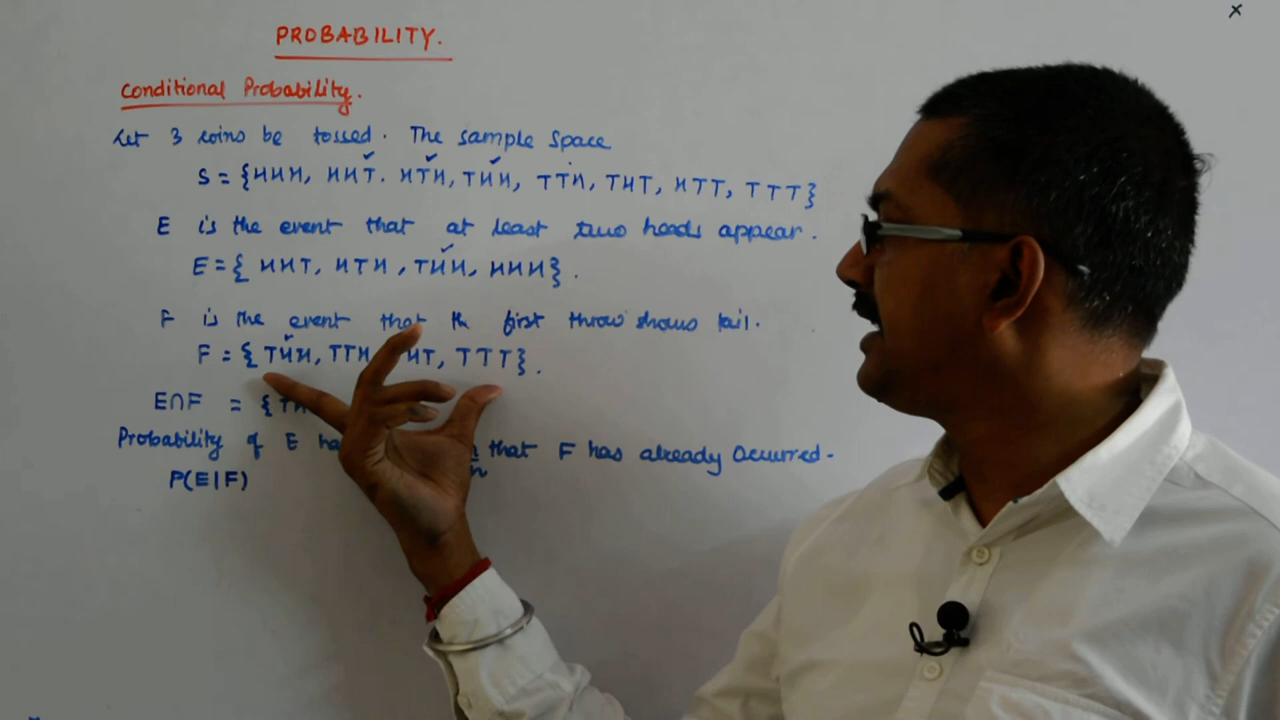 PROBABILITY.
Conditional Probability.
Let 3 coins be tossed. The sample space
S = {HHH, HHT. HTH, THH, TTH, THT, HTT, TTT}
E is the event that at least two heads appear.
E = { HHT, HTH, THH, HHH}.
F is the event that the first throw shows tail.
F = { THH, TTH HT, TTT}.
E∩F = {TH
Probability of E that F has already occurred.
P(E|F)